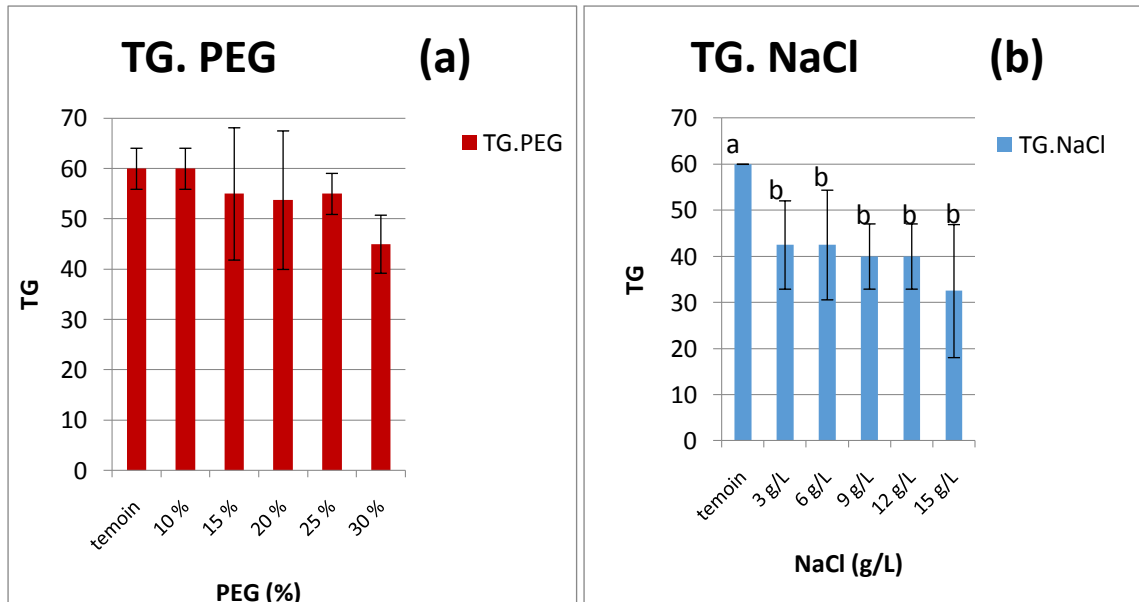 TG. PEG (a)
TG.PEG
70
60
50
40
30
20
10
0
TG
temoin
10 %
15 %
20 %
25 %
30 %
PEG (%)
TG. NaCl (b)
TG.NaCl
70
60
50
40
30
20
10
0
TG
a
b
b
b
b
b
temoin
3 g/L
6 g/L
9 g/L
12 g/L
15 g/L
NaCl (g/L)